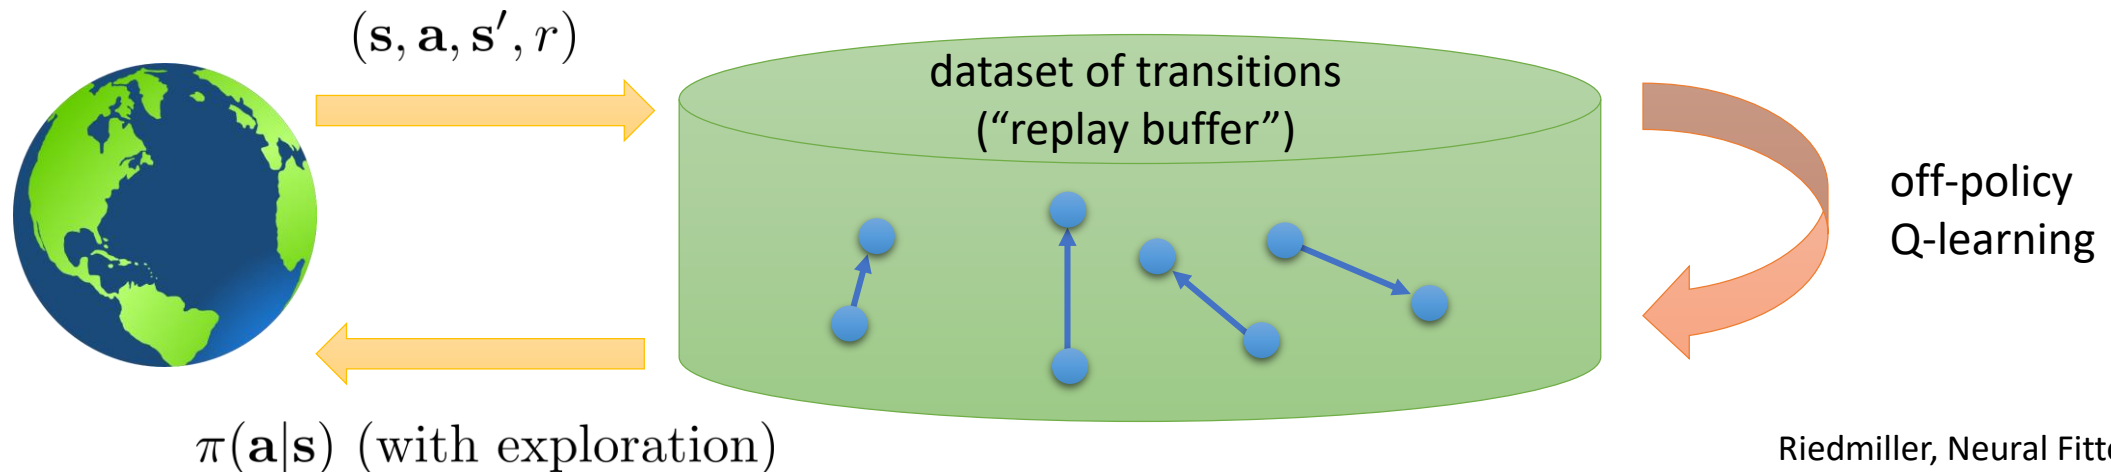 (s, a, s′, r)
dataset of transitions
(“replay buffer”)
off-policy
Q-learning
π(a|s) (with exploration)
Riedmiller, Neural